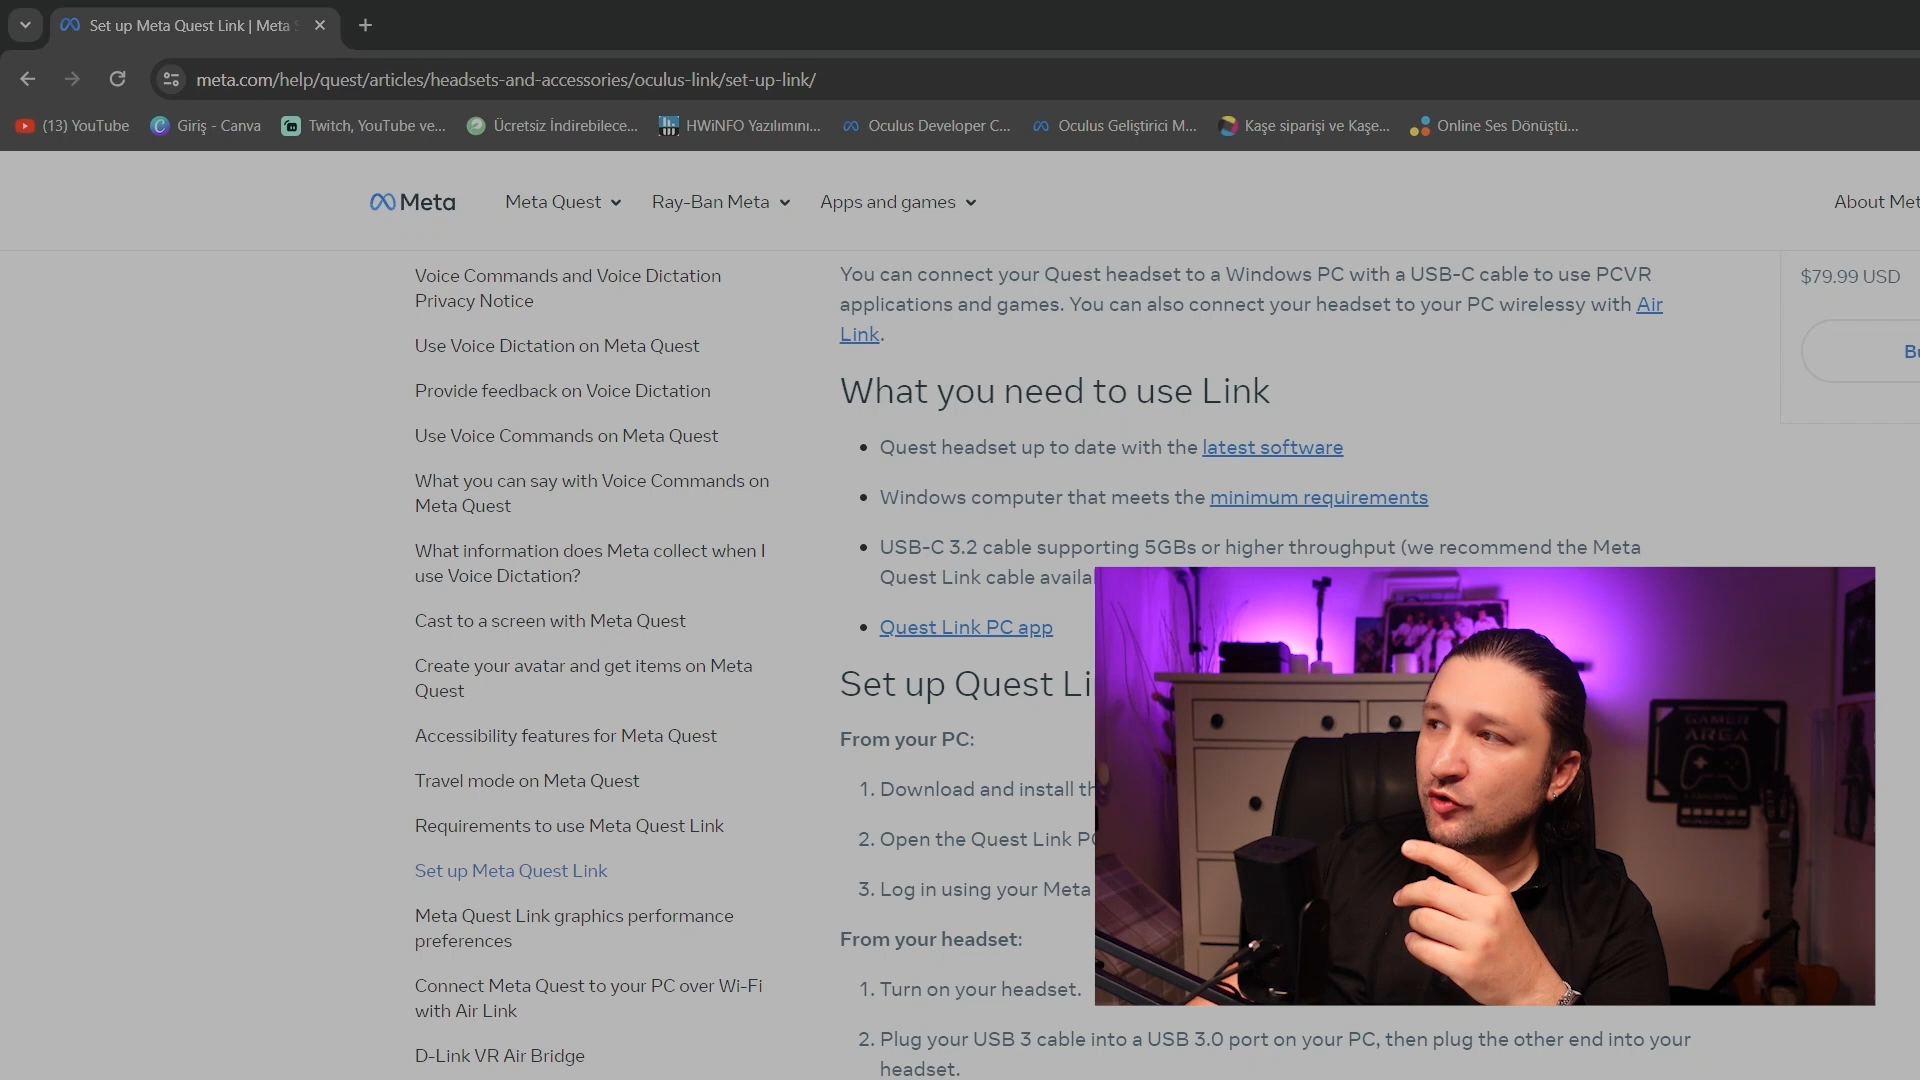 Set up Meta Quest Link | Meta
meta.com/help/quest/articles/headsets-and-accessories/oculus-link/set-up-link/
(13) YouTube
Giriş - Canva
Twitch, YouTube ve...
Ücretsiz İndirebilece...
HWiNFO Yazılımını...
Oculus Developer C...
Oculus Geliştirici M...
Kaşe siparişi ve Kaşe...
Online Ses Dönüştü...
Meta
Meta Quest
Ray-Ban Meta
Apps and games
About Met
Voice Commands and Voice Dictation
Privacy Notice
Use Voice Dictation on Meta Quest
Provide feedback on Voice Dictation
Use Voice Commands on Meta Quest
What you can say with Voice Commands on
Meta Quest
What information does Meta collect when I
use Voice Dictation?
Cast to a screen with Meta Quest
Create your avatar and get items on Meta
Quest
Accessibility features for Meta Quest
Travel mode on Meta Quest
Requirements to use Meta Quest Link
Set up Meta Quest Link
Meta Quest Link graphics performance
preferences
Connect Meta Quest to your PC over Wi-Fi
with Air Link
D-Link VR Air Bridge
You can connect your Quest headset to a Windows PC with a USB-C cable to use PCVR
applications and games. You can also connect your headset to your PC wirelessy with Air
Link.
What you need to use Link
• Quest headset up to date with the latest software
• Windows computer that meets the minimum requirements
• USB-C 3.2 cable supporting 5GBs or higher throughput (we recommend the Meta
Quest Link cable availa
• Quest Link PC app
Set up Quest Li
From your PC:
1. Download and install th
2. Open the Quest Link PC
3. Log in using your Meta
From your headset:
1. Turn on your headset.
2. Plug your USB 3 cable into a USB 3.0 port on your PC, then plug the other end into your
headset.
$79.99 USD
Bu
GAMER
AREA